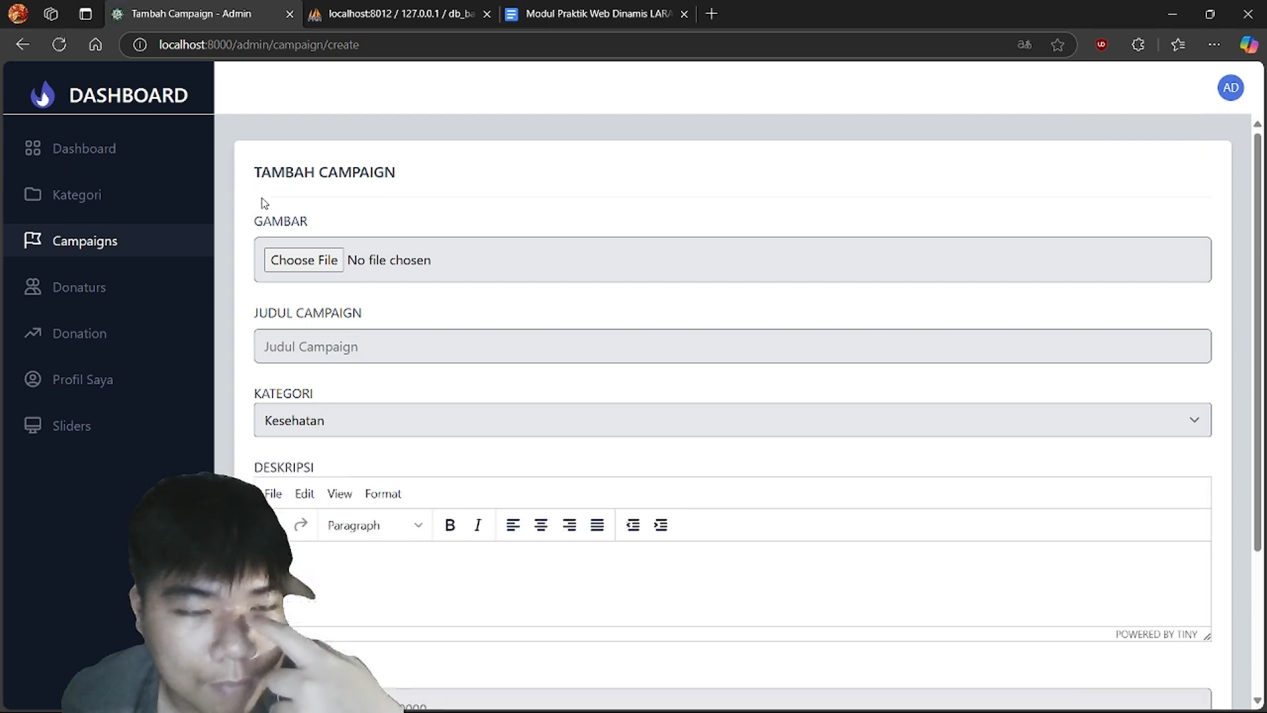 Tambah Campaign - Admin
localhost:8012 / 127.0.0.1 / db_ba
Modul Praktik Web Dinamis LARA
localhost:8000/admin/campaign/create
DASHBOARD
AD
Dashboard
Kategori
Campaigns
Donaturs
Donation
Profil Saya
Sliders
TAMBAH CAMPAIGN
GAMBAR
Choose File No file chosen
JUDUL CAMPAIGN
Judul Campaign
KATEGORI
Kesehatan
DESKRIPSI
File Edit View Format
Paragraph B I
POWERED BY TINY